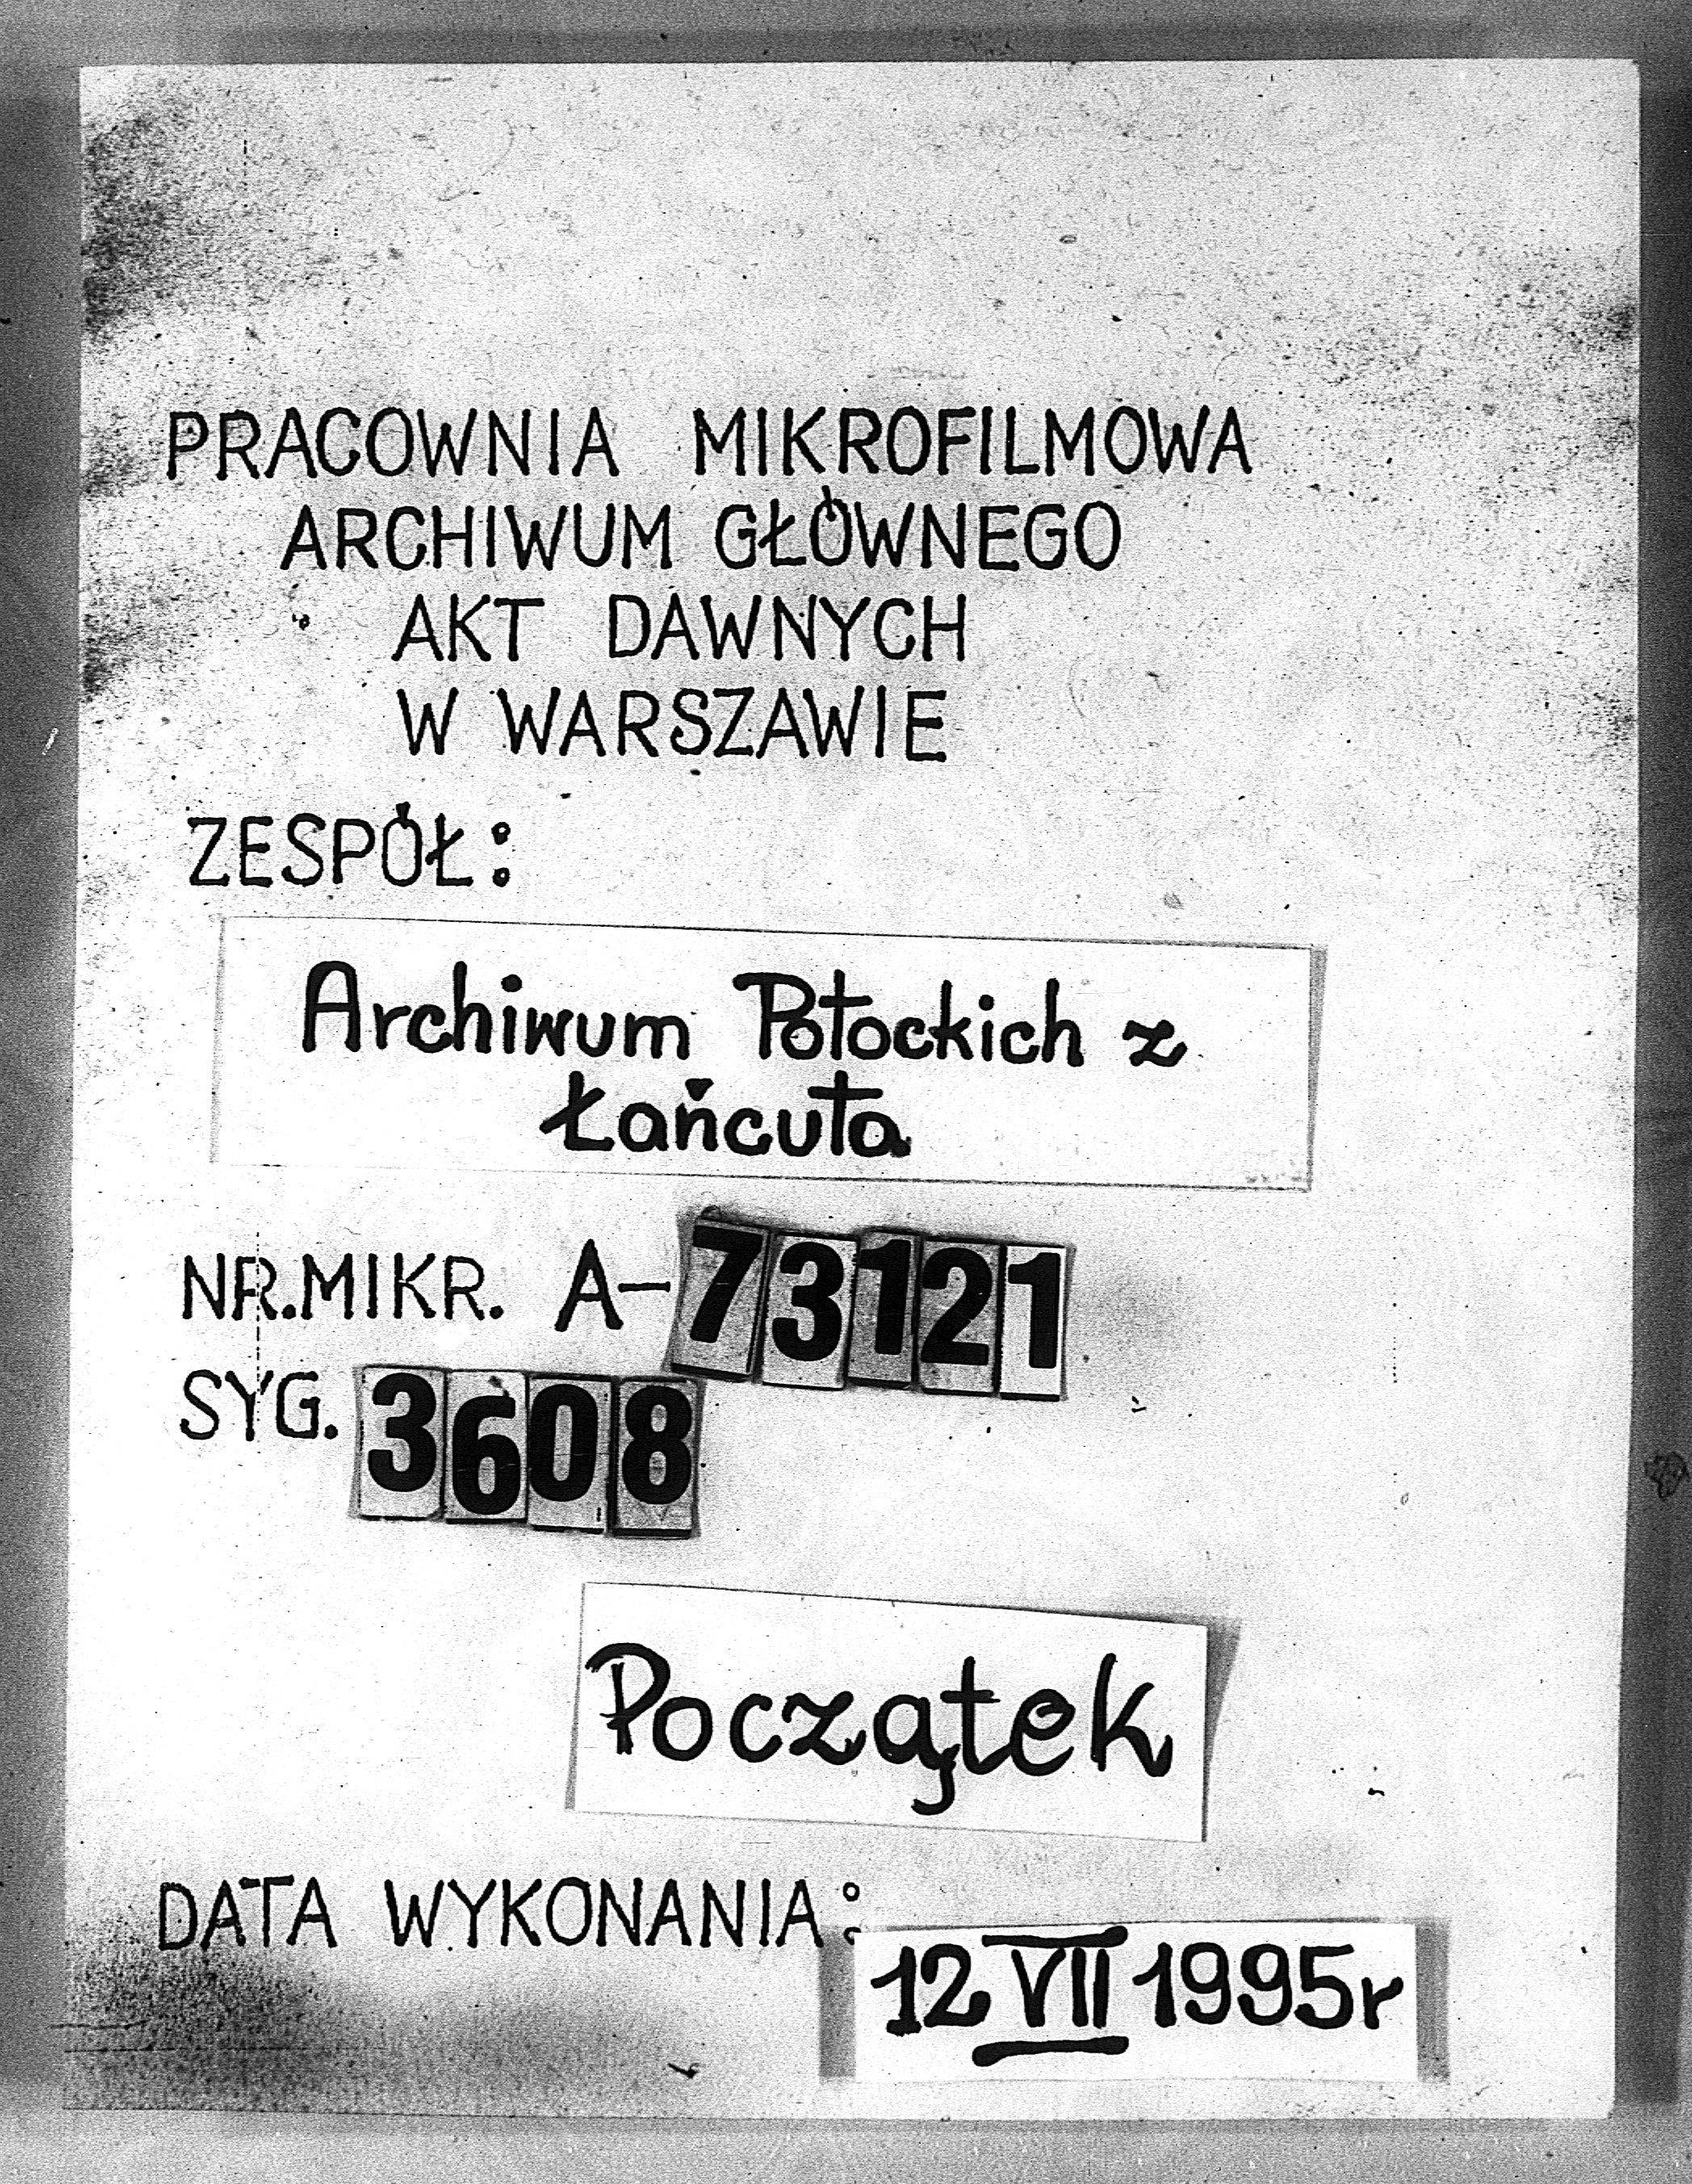 PRACOWNIA MIKROFILMOWA
ARCHIWUM GŁÓWNEGO
AKT DAWNYCH
W WARSZAWIE
ZESPÓŁ:
Archiwum Potockich z
Łańcuta
NR.MIKR. A-73121
SYG. 3608
Początek
DATA WYKONANIA:
12 VII 1995r